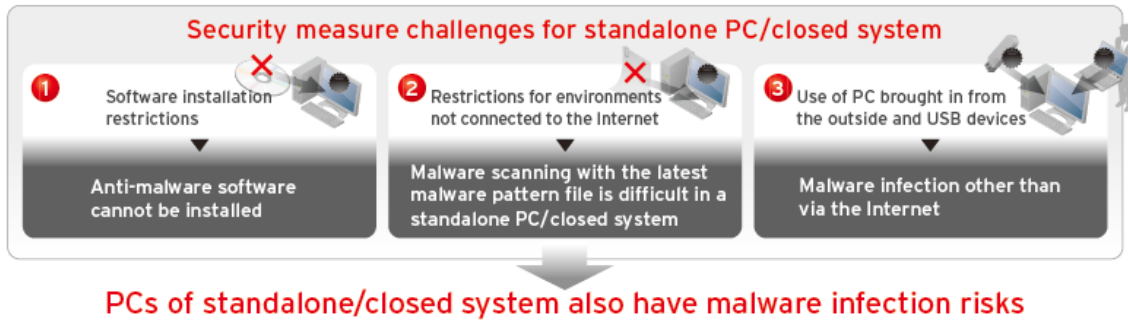 Security measure challenges for standalone PC/closed system
1
Software installation
restrictions
Anti-malware software
cannot be installed
2
Restrictions for environments
not connected to the Internet
Malware scanning with the latest
malware pattern file is difficult in a
standalone PC/closed system
3
Use of PC brought in from
the outside and USB devices
Malware infection other than
via the Internet
PCs of standalone/closed system also have malware infection risks